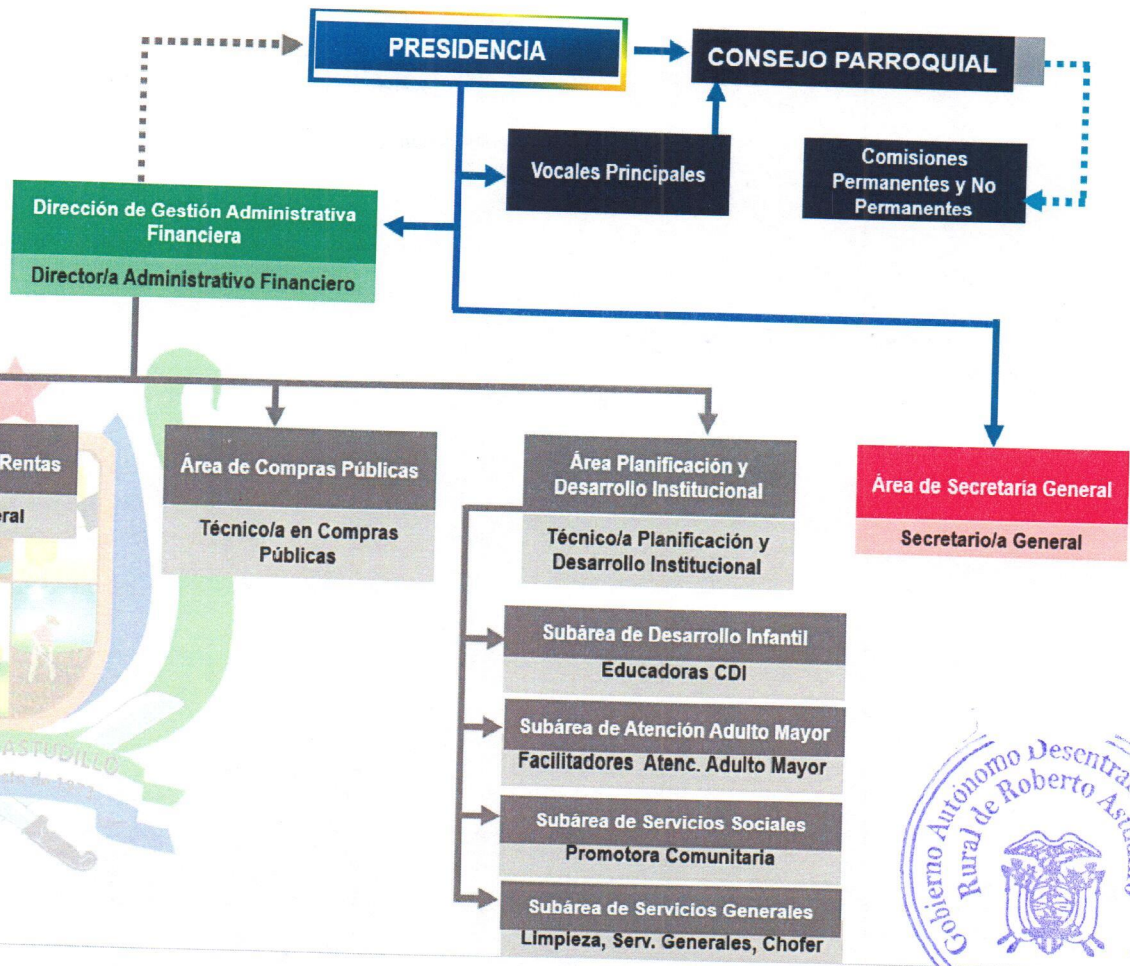 PRESIDENCIA
CONSEJO PARROQUIAL
Vocales Principales
Comisiones
Permanentes y No
Permanentes
Dirección de Gestión Administrativa
Financiera
Director/a Administrativo Financiero
Rentas
eral
Área de Compras Públicas
Técnico/a en Compras
Públicas
Área Planificación y
Desarrollo Institucional
Técnico/a Planificación y
Desarrollo Institucional
Área de Secretaría General
Secretario/a General
Subárea de Desarrollo Infantil
Educadoras CDI
Subárea de Atención Adulto Mayor
Facilitadores Atenc. Adulto Mayor
Subárea de Servicios Sociales
Promotora Comunitaria
Subárea de Servicios Generales
Limpieza, Serv. Generales, Chofer
ASTUDILLO
Gobierno Autónomo Descentra
Rural de Roberto Astudillo